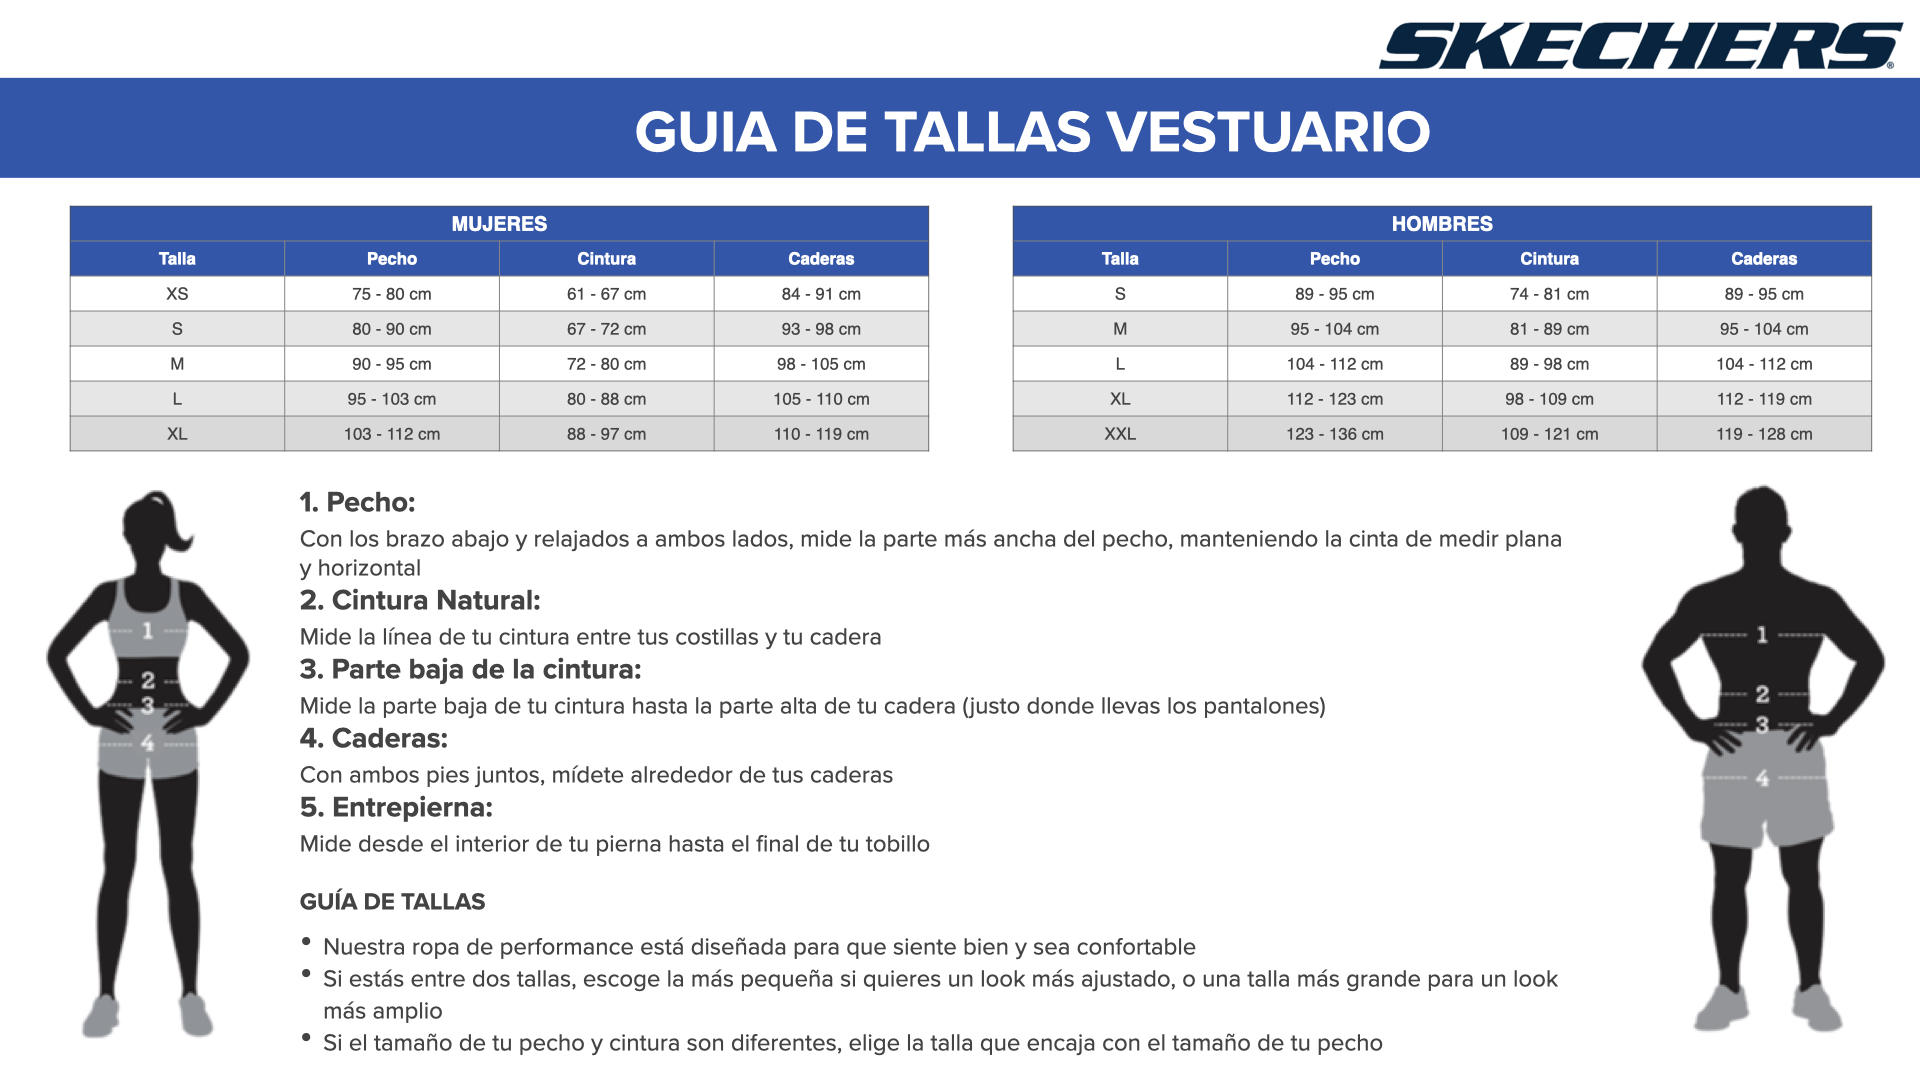 SKECHERS®
GUIA DE TALLAS VESTUARIO
MUJERES
Talla Pecho Cintura Caderas
XS 75 - 80 cm 61 - 67 cm 84 - 91 cm
S 80 - 90 cm 67 - 72 cm 93 - 98 cm
M 90 - 95 cm 72 - 80 cm 98 - 105 cm
L 95 - 103 cm 80 - 88 cm 105 - 110 cm
XL 103 - 112 cm 88 - 97 cm 110 - 119 cm
HOMBRES
Talla Pecho Cintura Caderas
S 89 - 95 cm 74 - 81 cm 89 - 95 cm
M 95 - 104 cm 81 - 89 cm 95 - 104 cm
L 104 - 112 cm 89 - 98 cm 104 - 112 cm
XL 112 - 123 cm 98 - 109 cm 112 - 119 cm
XXL 123 - 136 cm 109 - 121 cm 119 - 128 cm
1
2
3
4
1. Pecho:
Con los brazo abajo y relajados a ambos lados, mide la parte más ancha del pecho, manteniendo la cinta de medir plana
y horizontal
2. Cintura Natural:
Mide la línea de tu cintura entre tus costillas y tu cadera
3. Parte baja de la cintura:
Mide la parte baja de tu cintura hasta la parte alta de tu cadera (justo donde llevas los pantalones)
4. Caderas:
Con ambos pies juntos, mídete alrededor de tus caderas
5. Entrepierna:
Mide desde el interior de tu pierna hasta el final de tu tobillo
GUÍA DE TALLAS
• Nuestra ropa de performance está diseñada para que siente bien y sea confortable
• Si estás entre dos tallas, escoge la más pequeña si quieres un look más ajustado, o una talla más grande para un look
más amplio
• Si el tamaño de tu pecho y cintura son diferentes, elige la talla que encaja con el tamaño de tu pecho
1
2
3
4